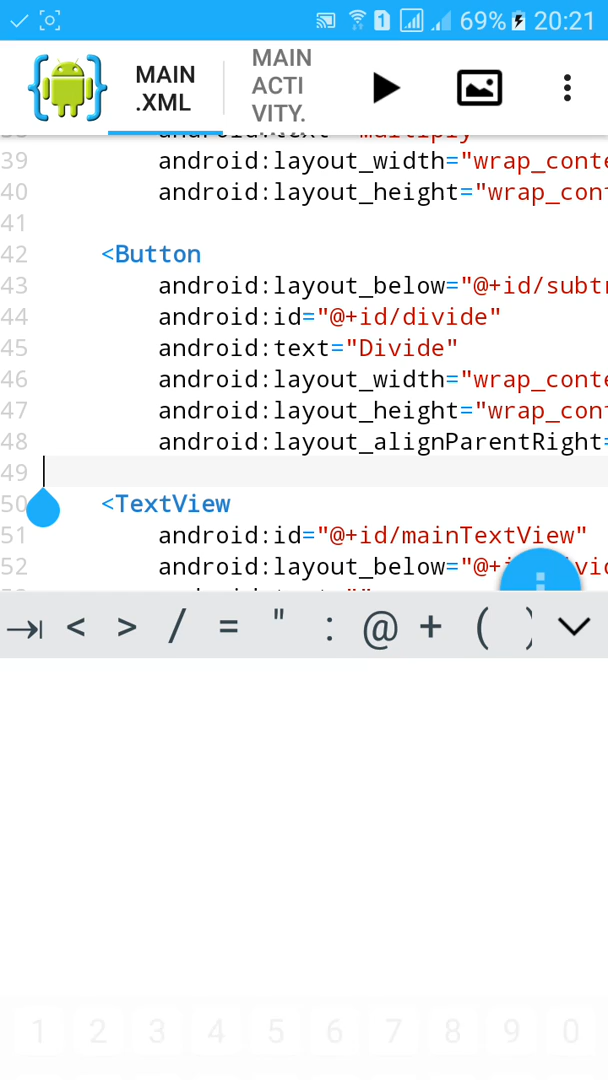 69% 20:21
MAIN
.XML
MAIN
ACTI
VITY.
39 android:layout_width="wrap_conte
40 android:layout_height="wrap_con
41
42 <Button
43 android:layout_below="@+id/subtr
44 android:id="@+id/divide"
45 android:text="Divide"
46 android:layout_width="wrap_conte
47 android:layout_height="wrap_con
48 android:layout_alignParentRight=
49
50 <TextView
51 android:id="@+id/mainTextView"
52 android:layout_below="@+
< > / = " : @ + ( )
1 2 3 4 5 6 7 8 9 0